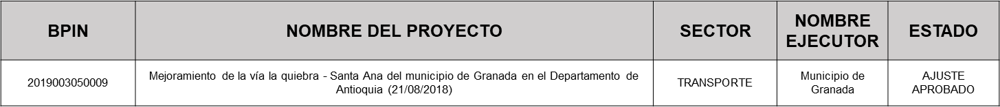 BPIN
NOMBRE DEL PROYECTO
SECTOR
NOMBRE
EJECUTOR
ESTADO
2019003050009
Mejoramiento de la vía la quiebra - Santa Ana del municipio de Granada en el Departamento de
Antioquia (21/08/2018)
TRANSPORTE
Municipio de
Granada
AJUSTE
APROBADO